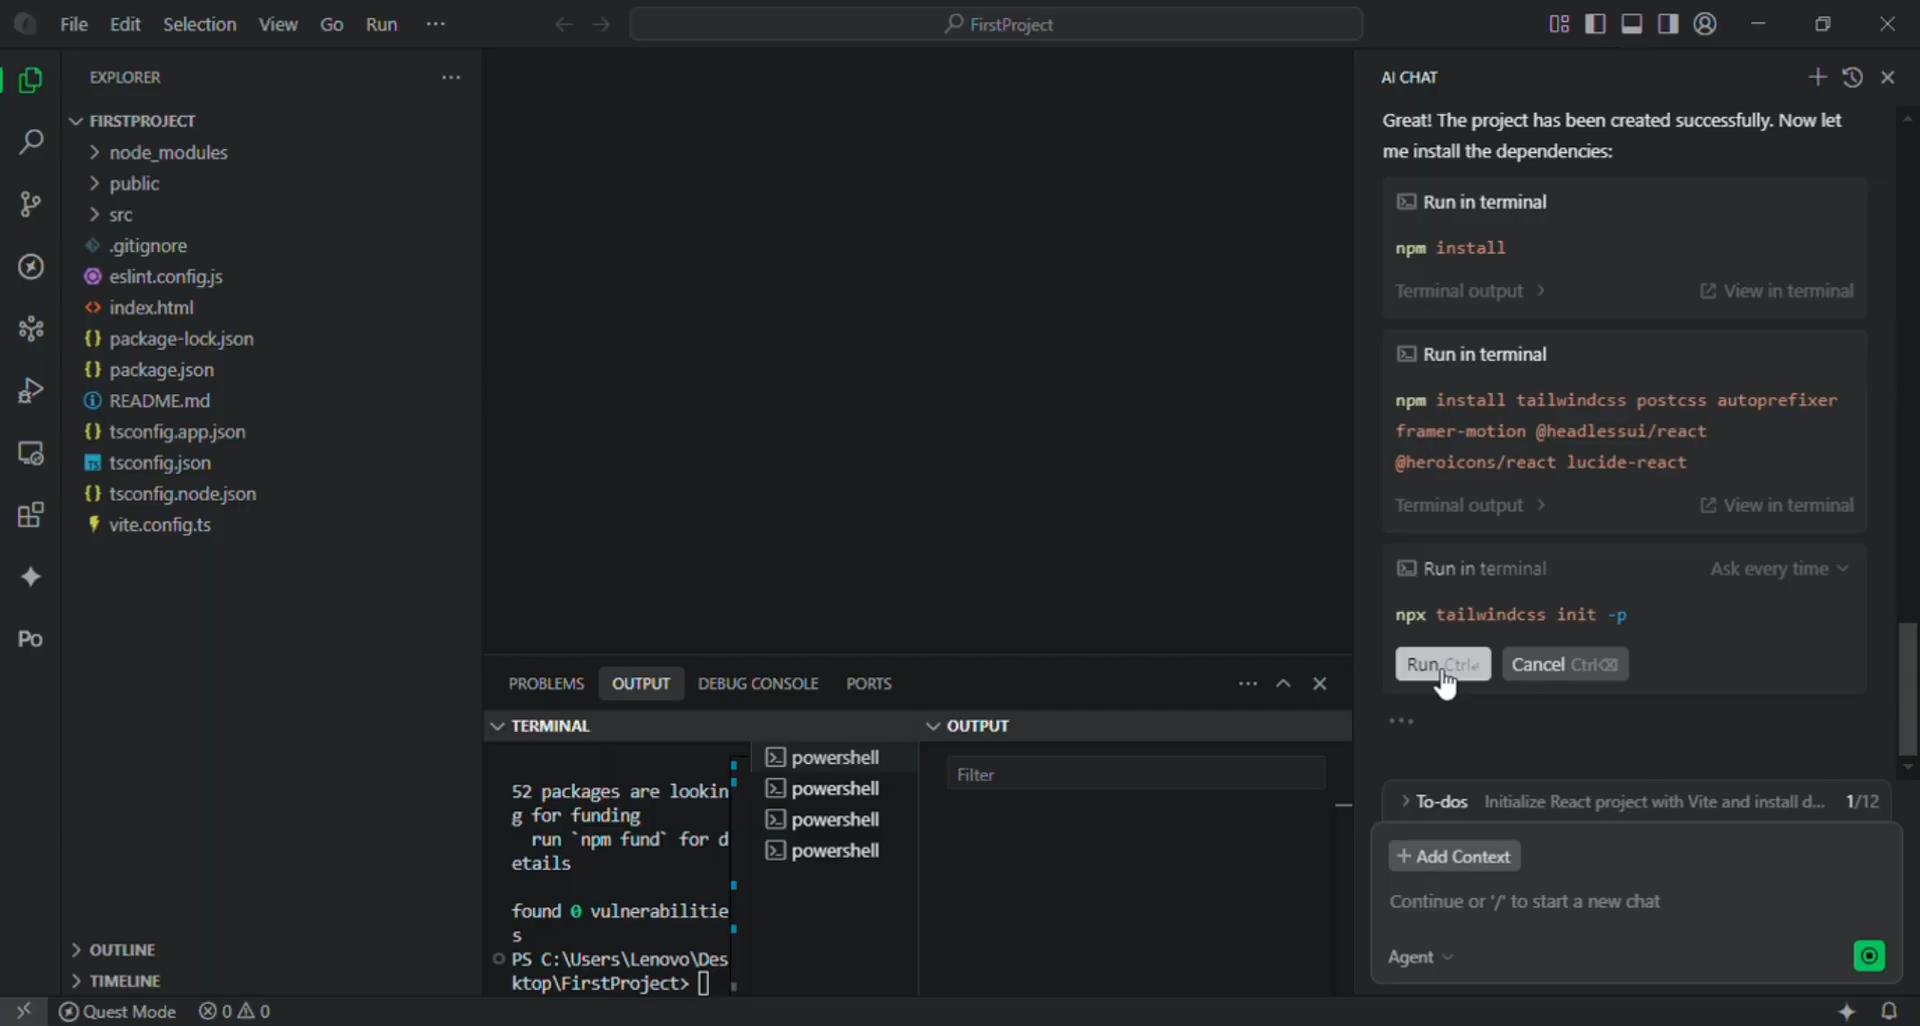 File Edit Selection View Go Run ...
FirstProject
EXPLORER
FIRSTPROJECT
node_modules
public
src
.gitignore
eslint.config.js
index.html
package-lock.json
package.json
README.md
tsconfig.app.json
tsconfig.json
tsconfig.node.json
vite.config.ts
OUTLINE
TIMELINE
Po
PROBLEMS OUTPUT DEBUG CONSOLE PORTS
TERMINAL
52 packages are lookin
g for funding
run `npm fund` for d
etails
found 0 vulnerabilitie
s
PS C:\Users\Lenovo\Des
ktop\FirstProject>
powershell
powershell
powershell
powershell
OUTPUT
Filter
AI CHAT
Great! The project has been created successfully. Now let
me install the dependencies:
Run in terminal
npm install
Terminal output > View in terminal
Run in terminal
npm install tailwindcss postcss autoprefixer
framer-motion @headlessui/react
@heroicons/react lucide-react
Terminal output > View in terminal
Run in terminal Ask every time
npx tailwindcss init -p
Run Ctrl Cancel Ctrl
...
To-dos Initialize React project with Vite and install d... 1/12
+ Add Context
Continue or '/' to start a new chat
Agent
Quest Mode 0 0